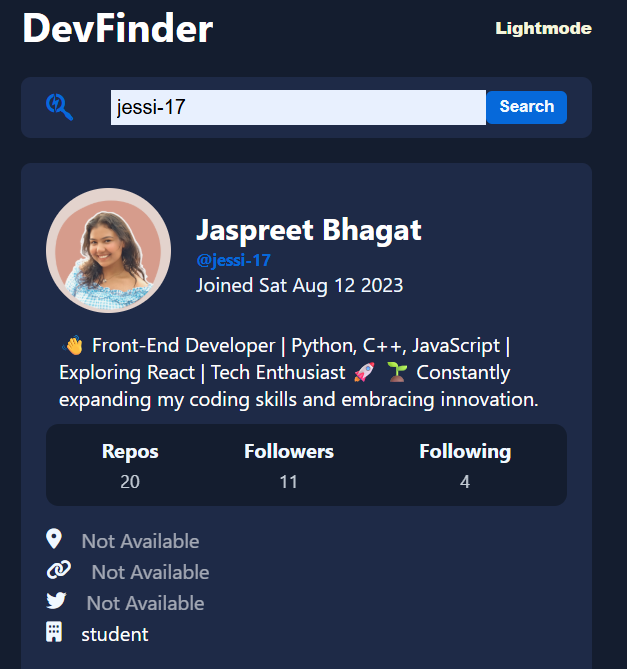 DevFinder
Lightmode
jessi-17
Search
Jaspreet Bhagat
@jessi-17
Joined Sat Aug 12 2023
👋 Front-End Developer | Python, C++, JavaScript |
Exploring React | Tech Enthusiast 🚀 🌱 Constantly
expanding my coding skills and embracing innovation.
Repos Followers Following
20 11 4
Not Available
Not Available
Not Available
student